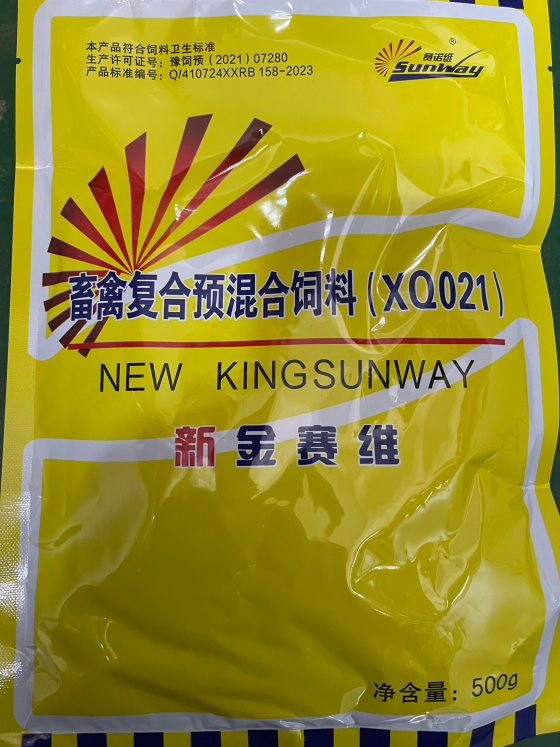 本产品符合饲料卫生标准
生产许可证号：豫饲预（2021）07280
产品标准编号：Q/410724XXRB 158-2023
赛诺维 ®
Sunway
畜禽复合预混合饲料（XQ021）
NEW KINGSUNWAY
新金赛维
净含量：500g